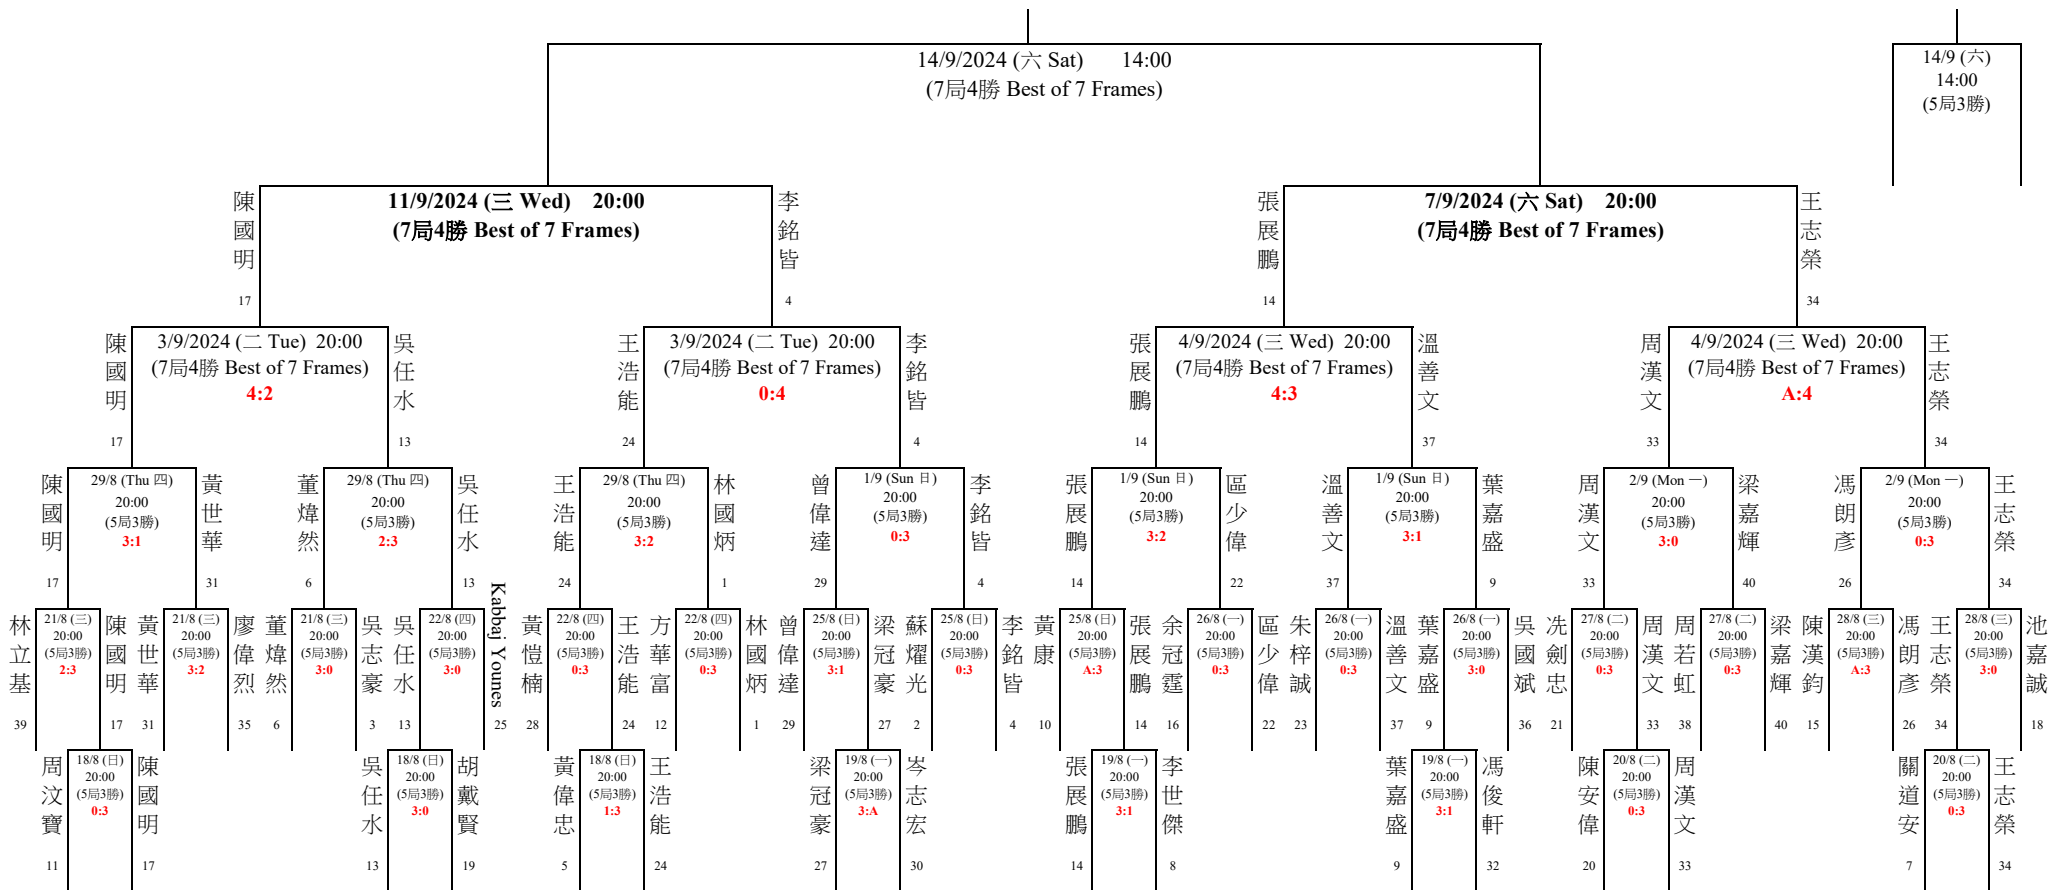 14/9/2024 (六 Sat) 14:00
(7局4勝 Best of 7 Frames)
14/9 (六)
14:00
(5局3勝)
陳國明
17
11/9/2024 (三 Wed) 20:00
(7局4勝 Best of 7 Frames)
李銘皆
4
張展鵬
14
7/9/2024 (六 Sat) 20:00
(7局4勝 Best of 7 Frames)
王志榮
34
陳國明
17
3/9/2024 (二 Tue) 20:00
(7局4勝 Best of 7 Frames)
4:2
吳任水
13
王浩能
24
3/9/2024 (二 Tue) 20:00
(7局4勝 Best of 7 Frames)
0:4
李銘皆
4
張展鵬
14
4/9/2024 (三 Wed) 20:00
(7局4勝 Best of 7 Frames)
4:3
溫善文
37
周漢文
33
4/9/2024 (三 Wed) 20:00
(7局4勝 Best of 7 Frames)
A:4
王志榮
34
陳國明
17
29/8 (Thu 四)
20:00
(5局3勝)
3:1
黃世華
31
董煒然
6
29/8 (Thu 四)
20:00
(5局3勝)
2:3
吳任水
13
王浩能
24
29/8 (Thu 四)
20:00
(5局3勝)
3:2
林國炳
1
曾偉達
29
1/9 (Sun 日)
20:00
(5局3勝)
0:3
李銘皆
4
張展鵬
14
1/9 (Sun 日)
20:00
(5局3勝)
3:2
區少偉
22
溫善文
37
1/9 (Sun 日)
20:00
(5局3勝)
3:1
葉嘉盛
9
周漢文
33
2/9 (Mon 一)
20:00
(5局3勝)
3:0
梁嘉輝
40
馮朗彥
26
2/9 (Mon 一)
20:00
(5局3勝)
0:3
王志榮
34
林立基
39
21/8 (三)
20:00
(5局3勝)
2:3
陳國明
17
黃世華
31
21/8 (三)
20:00
(5局3勝)
3:2
廖偉烈
35
董煒然
6
21/8 (三)
20:00
(5局3勝)
3:0
吳志豪
3
吳任水
13
22/8 (四)
20:00
(5局3勝)
3:0
Kabbaj Younes
25
黃愷楠
28
22/8 (四)
20:00
(5局3勝)
0:3
王浩能
24
方華富
12
22/8 (四)
20:00
(5局3勝)
0:3
林國炳
1
曾偉達
29
25/8 (日)
20:00
(5局3勝)
3:1
梁冠豪
27
蘇燿光
2
25/8 (日)
20:00
(5局3勝)
0:3
李銘皆
4
黃康
10
25/8 (日)
20:00
(5局3勝)
A:3
張展鵬
14
余冠霆
16
26/8 (一)
20:00
(5局3勝)
0:3
區少偉
22
朱梓誠
23
26/8 (一)
20:00
(5局3勝)
0:3
溫善文
37
葉嘉盛
9
26/8 (一)
20:00
(5局3勝)
3:0
吳國斌
36
冼劍忠
21
27/8 (二)
20:00
(5局3勝)
0:3
周漢文
33
周若虹
38
27/8 (二)
20:00
(5局3勝)
0:3
梁嘉輝
40
陳漢鈞
15
28/8 (三)
20:00
(5局3勝)
A:3
馮朗彥
26
王志榮
34
28/8 (三)
20:00
(5局3勝)
3:0
池嘉誠
18
周汶寶
11
18/8 (日)
20:00
(5局3勝)
0:3
陳國明
17
吳任水
13
18/8 (日)
20:00
(5局3勝)
3:0
胡戴賢
19
黃偉忠
5
18/8 (日)
20:00
(5局3勝)
1:3
王浩能
24
梁冠豪
27
19/8 (一)
20:00
(5局3勝)
3:A
岑志宏
30
張展鵬
14
19/8 (一)
20:00
(5局3勝)
3:1
李世傑
8
葉嘉盛
9
19/8 (一)
20:00
(5局3勝)
3:1
馮俊軒
32
陳安偉
20
20/8 (二)
20:00
(5局3勝)
0:3
周漢文
33
關道安
7
20/8 (二)
20:00
(5局3勝)
0:3
王志榮
34